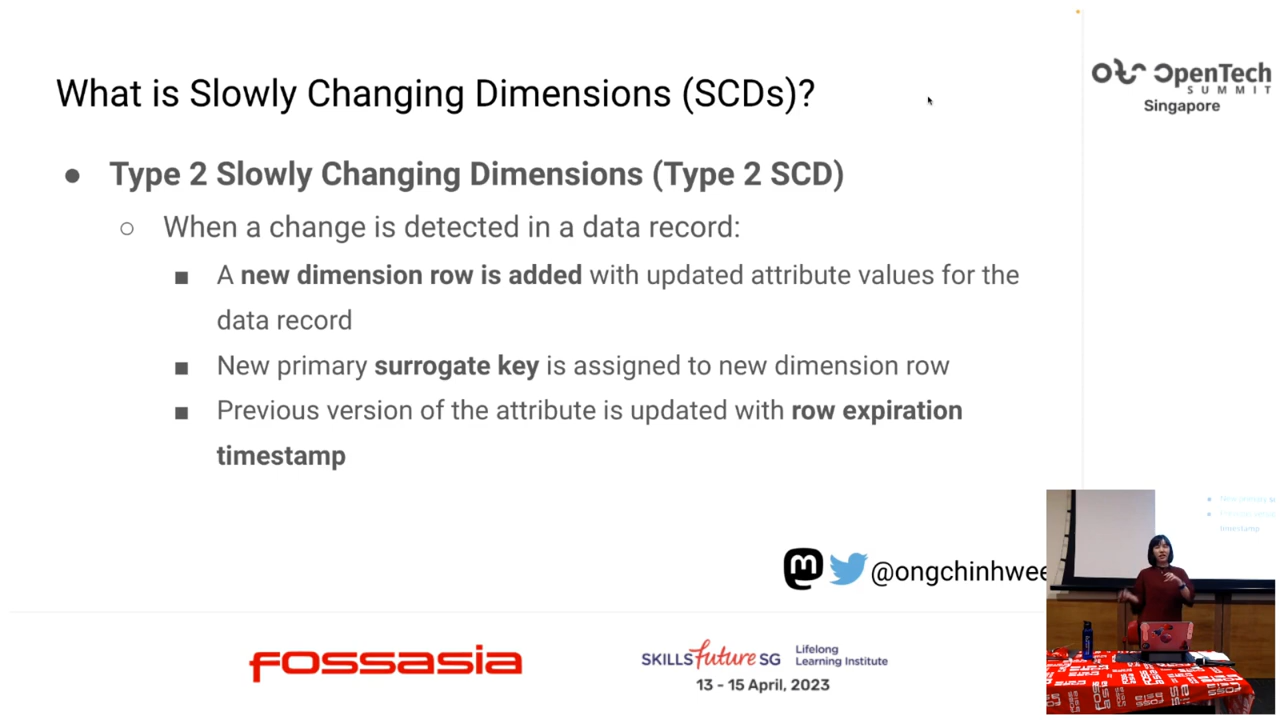 What is Slowly Changing Dimensions (SCDs)?
● Type 2 Slowly Changing Dimensions (Type 2 SCD)
○ When a change is detected in a data record:
■ A new dimension row is added with updated attribute values for the
data record
■ New primary surrogate key is assigned to new dimension row
■ Previous version of the attribute is updated with row expiration
timestamp
@ongchinhwee
OpenTech
SUMMIT
Singapore
timestamp
FOSSASIA
SKILLSfuture SG
Lifelong
Learning Institute
13 - 15 April, 2023